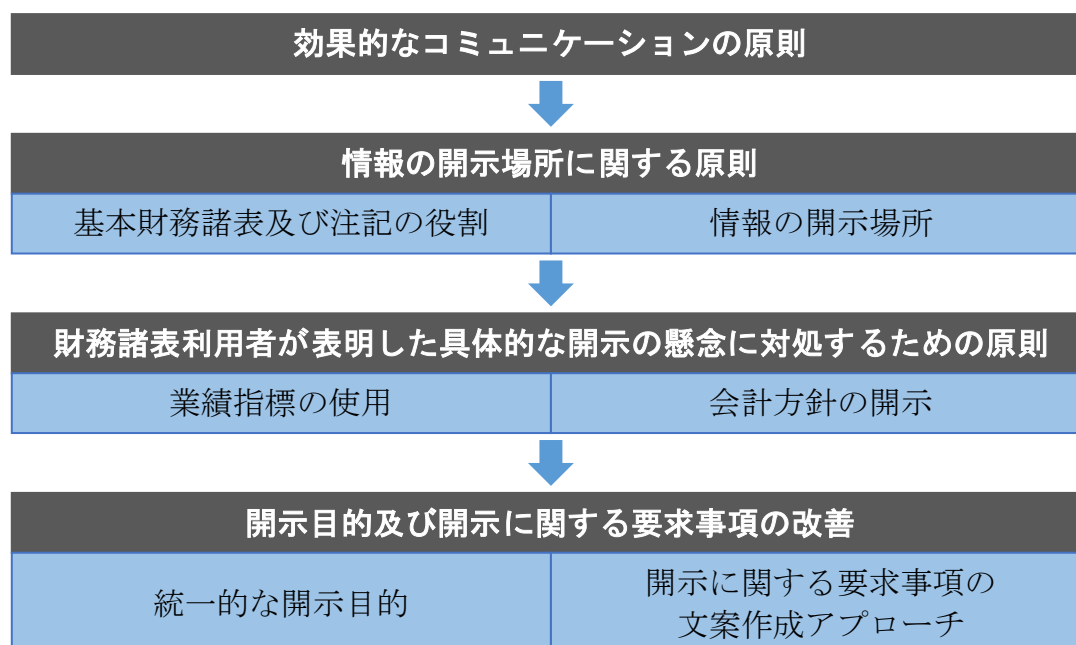 効果的なコミュニケーションの原則
情報の開示場所に関する原則
基本財務諸表及び注記の役割
情報の開示場所
財務諸表利用者が表明した具体的な開示の懸念に対処するための原則
業績指標の使用
会計方針の開示
開示目的及び開示に関する要求事項の改善
統一的な開示目的
開示に関する要求事項の
文案作成アプローチ